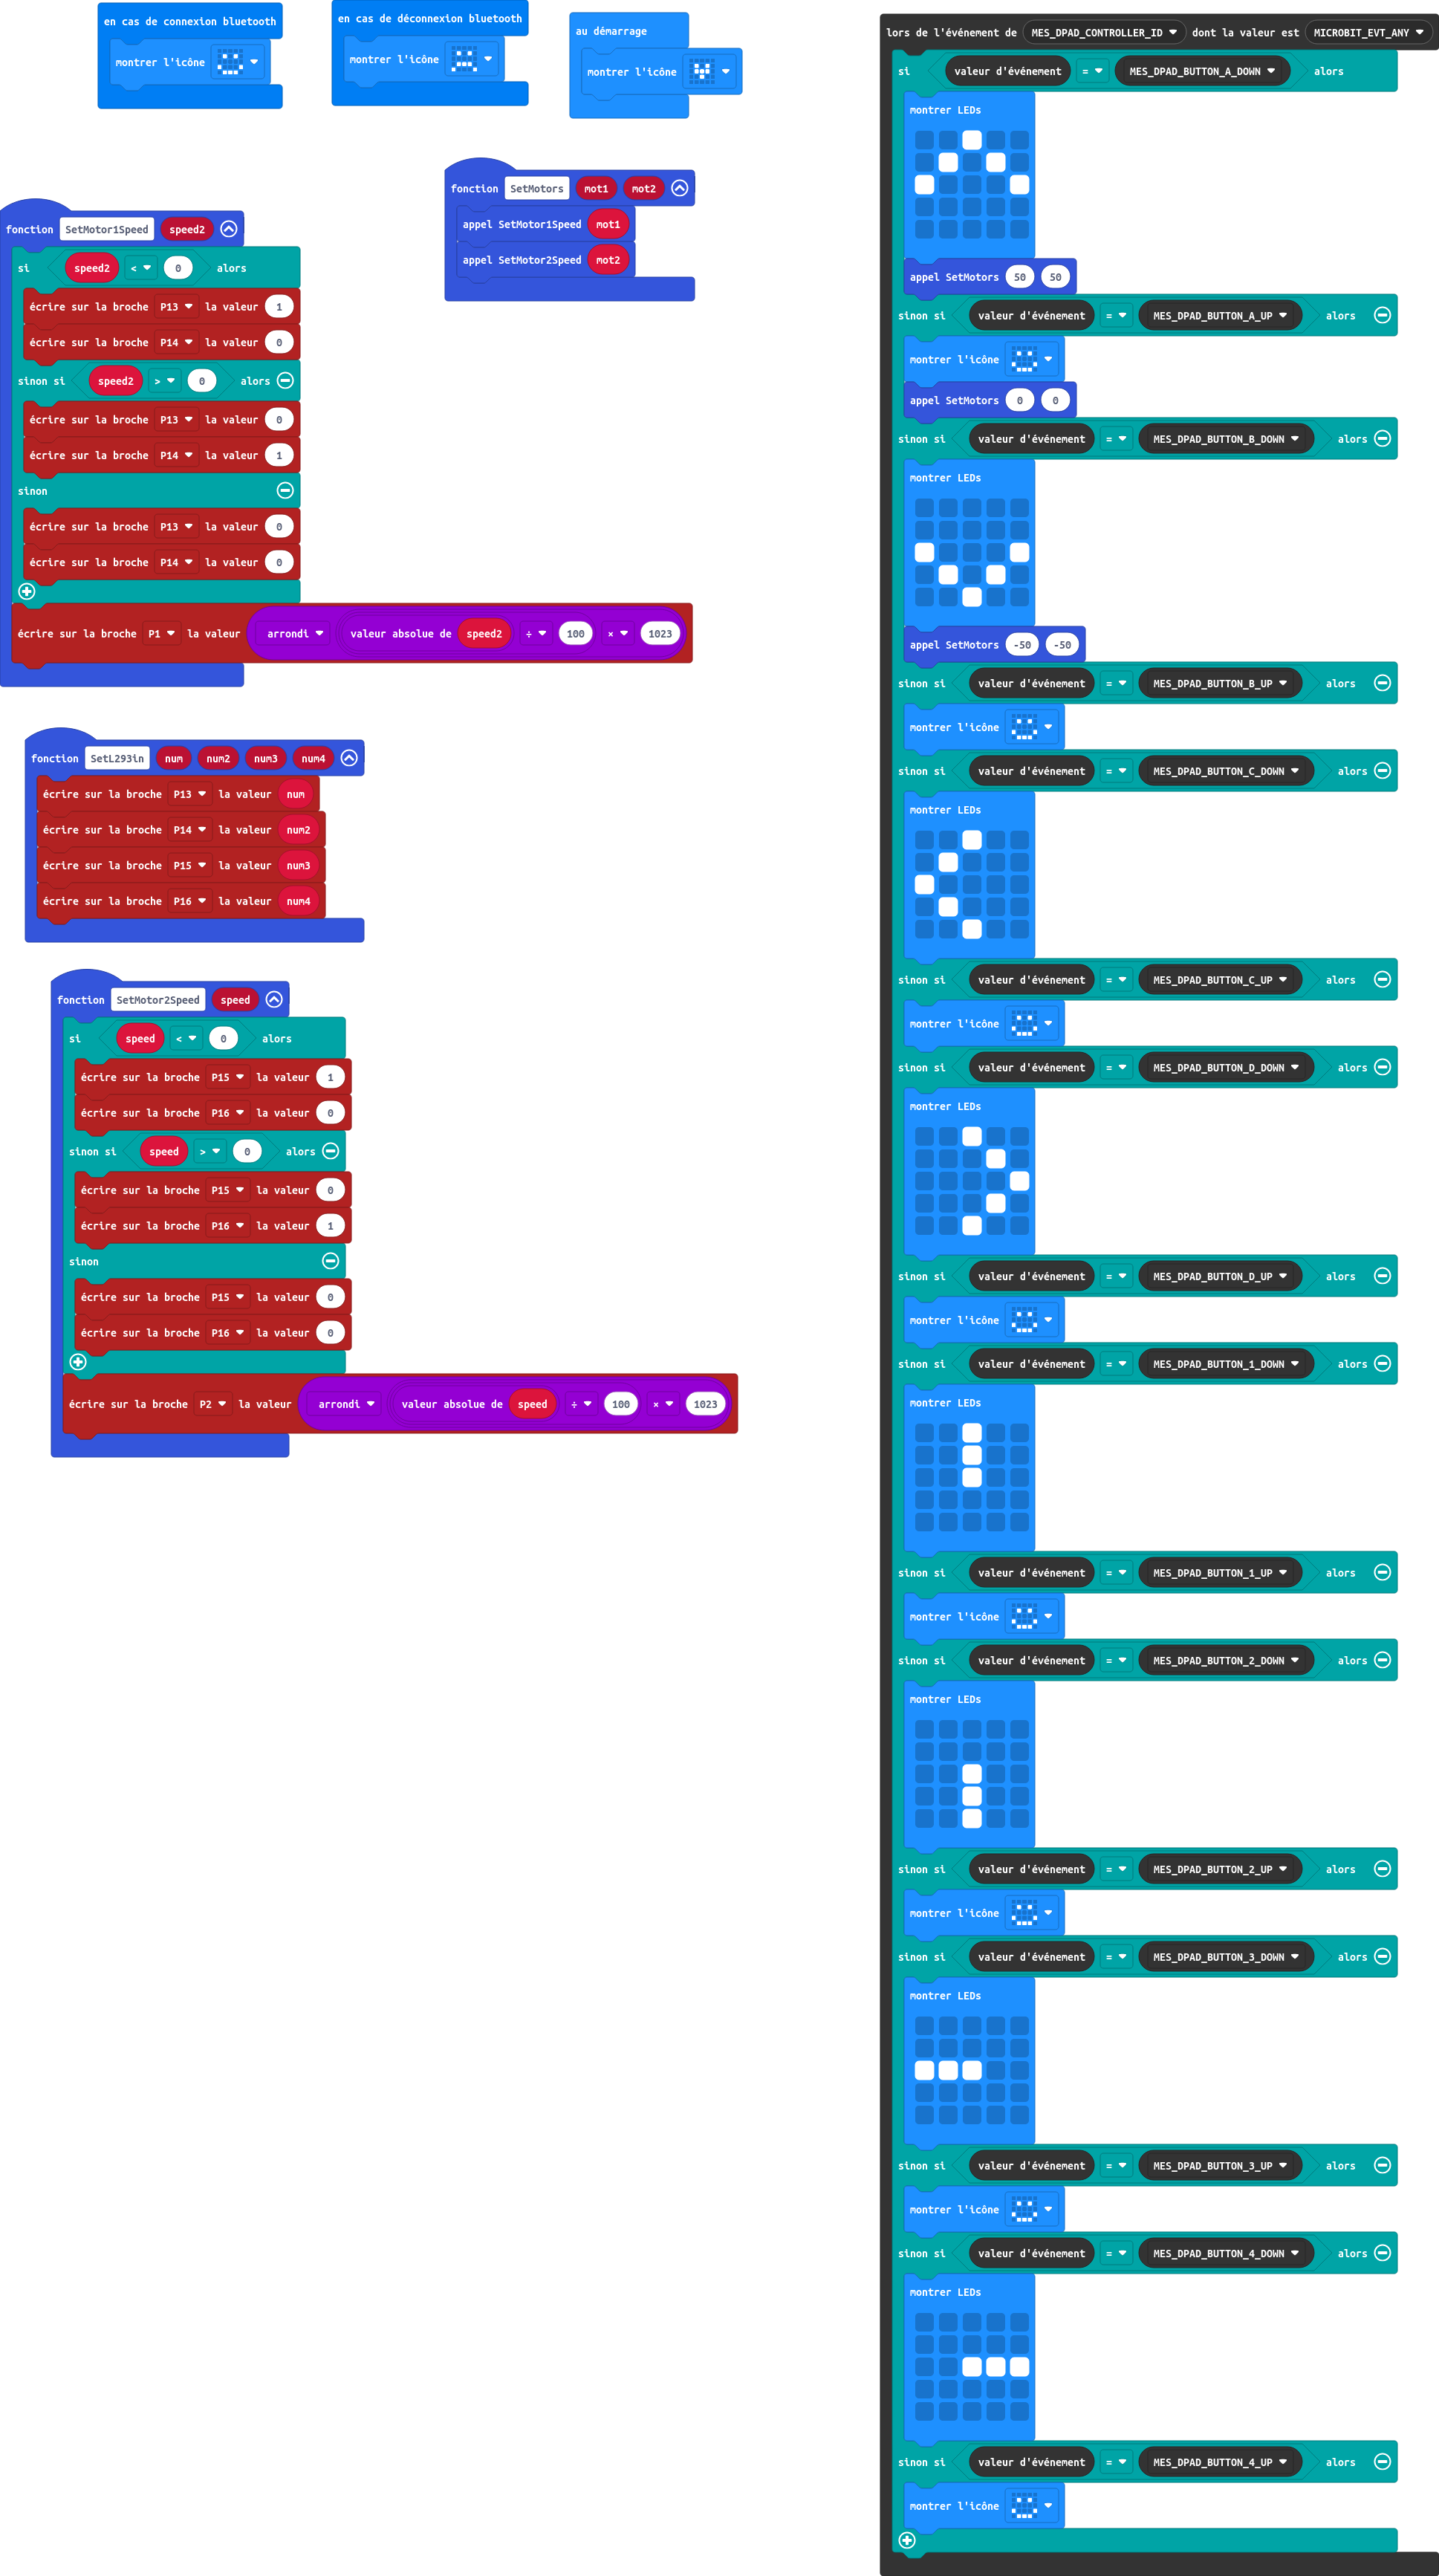 en cas de connexion bluetooth
montrer l'icône
en cas de déconnexion bluetooth
montrer l'icône
au démarrage
montrer l'icône
fonction SetMotors mot1 mot2
appel SetMotor1Speed mot1
appel SetMotor2Speed mot2
fonction SetMotor1Speed speed2
si speed2 < 0 alors
écrire sur la broche P13 la valeur 1
écrire sur la broche P14 la valeur 0
sinon si speed2 > 0 alors
écrire sur la broche P13 la valeur 0
écrire sur la broche P14 la valeur 1
sinon
écrire sur la broche P13 la valeur 0
écrire sur la broche P14 la valeur 0
écrire sur la broche P1 la valeur arrondi valeur absolue de speed2 ÷ 100 × 1023
fonction SetL293in num num2 num3 num4
écrire sur la broche P13 la valeur num
écrire sur la broche P14 la valeur num2
écrire sur la broche P15 la valeur num3
écrire sur la broche P16 la valeur num4
fonction SetMotor2Speed speed
si speed < 0 alors
écrire sur la broche P15 la valeur 1
écrire sur la broche P16 la valeur 0
sinon si speed > 0 alors
écrire sur la broche P15 la valeur 0
écrire sur la broche P16 la valeur 1
sinon
écrire sur la broche P15 la valeur 0
écrire sur la broche P16 la valeur 0
écrire sur la broche P2 la valeur arrondi valeur absolue de speed ÷ 100 × 1023
lors de l'événement de MES_DPAD_CONTROLLER_ID dont la valeur est MICROBIT_EVT_ANY
si valeur d'événement = MES_DPAD_BUTTON_A_DOWN alors
montrer LEDs
appel SetMotors 50 50
sinon si valeur d'événement = MES_DPAD_BUTTON_A_UP alors
montrer l'icône
appel SetMotors 0 0
sinon si valeur d'événement = MES_DPAD_BUTTON_B_DOWN alors
montrer LEDs
appel SetMotors -50 -50
sinon si valeur d'événement = MES_DPAD_BUTTON_B_UP alors
montrer l'icône
sinon si valeur d'événement = MES_DPAD_BUTTON_C_DOWN alors
montrer LEDs
sinon si valeur d'événement = MES_DPAD_BUTTON_C_UP alors
montrer l'icône
sinon si valeur d'événement = MES_DPAD_BUTTON_D_DOWN alors
montrer LEDs
sinon si valeur d'événement = MES_DPAD_BUTTON_D_UP alors
montrer l'icône
sinon si valeur d'événement = MES_DPAD_BUTTON_1_DOWN alors
montrer LEDs
sinon si valeur d'événement = MES_DPAD_BUTTON_1_UP alors
montrer l'icône
sinon si valeur d'événement = MES_DPAD_BUTTON_2_DOWN alors
montrer LEDs
sinon si valeur d'événement = MES_DPAD_BUTTON_2_UP alors
montrer l'icône
sinon si valeur d'événement = MES_DPAD_BUTTON_3_DOWN alors
montrer LEDs
sinon si valeur d'événement = MES_DPAD_BUTTON_3_UP alors
montrer l'icône
sinon si valeur d'événement = MES_DPAD_BUTTON_4_DOWN alors
montrer LEDs
sinon si valeur d'événement = MES_DPAD_BUTTON_4_UP alors
montrer l'icône